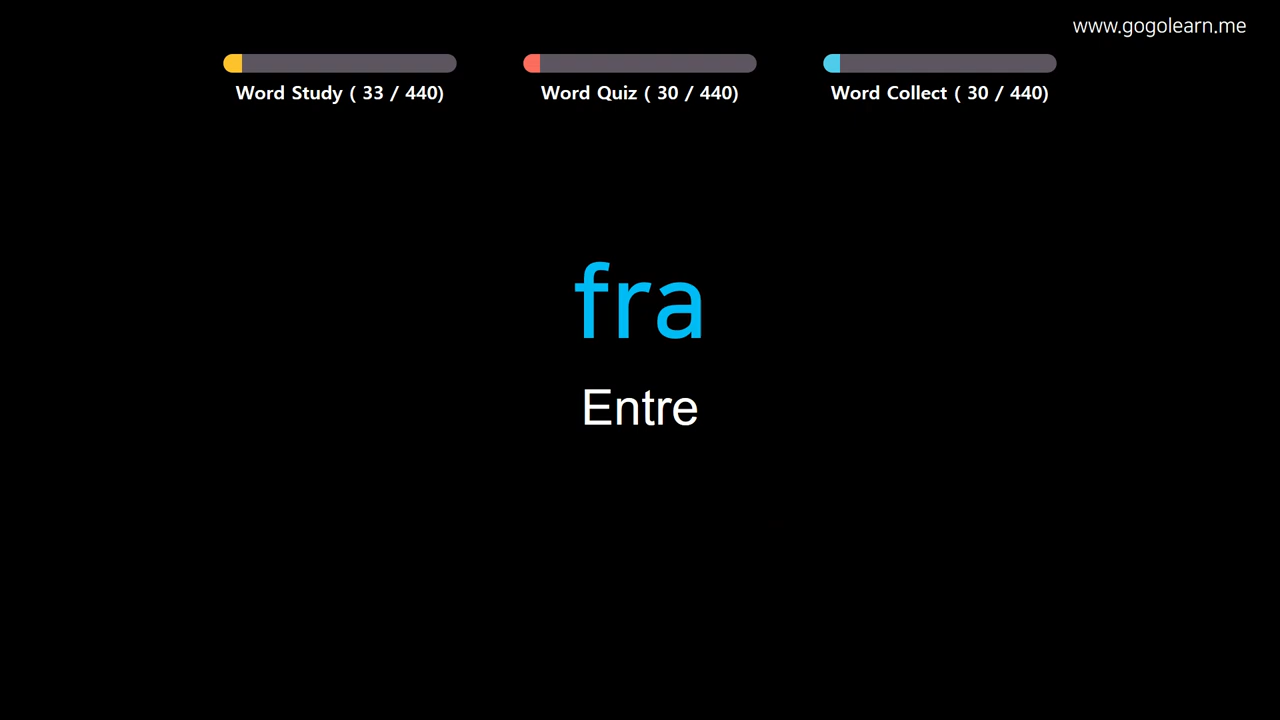 www.gogolearn.me
Word Study ( 33 / 440)
Word Quiz ( 30 / 440)
Word Collect ( 30 / 440)
fra
Entre